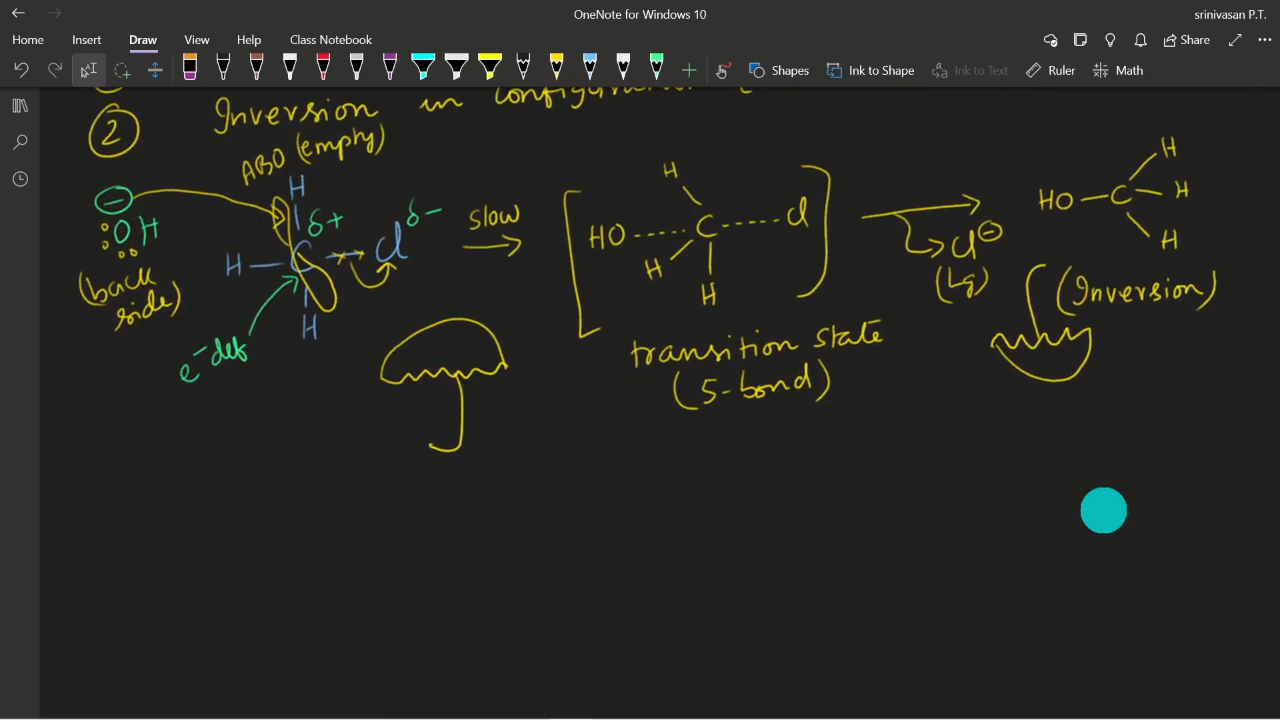 OneNote for Windows 10
srinivasan P.T.
Home Insert Draw View Help Class Notebook
Share
Shapes Ink to Shape Ink to Text Ruler Math
2 Inversion in configuration
ABO (empty)
− :OH
(back side)
H
H C δ+ Cl δ−
H
e− def
slow
H
HO C Cl
H
H
transition state
(5-bond)
Cl⊖
(Lg)
H
HO C H
H
(Inversion)